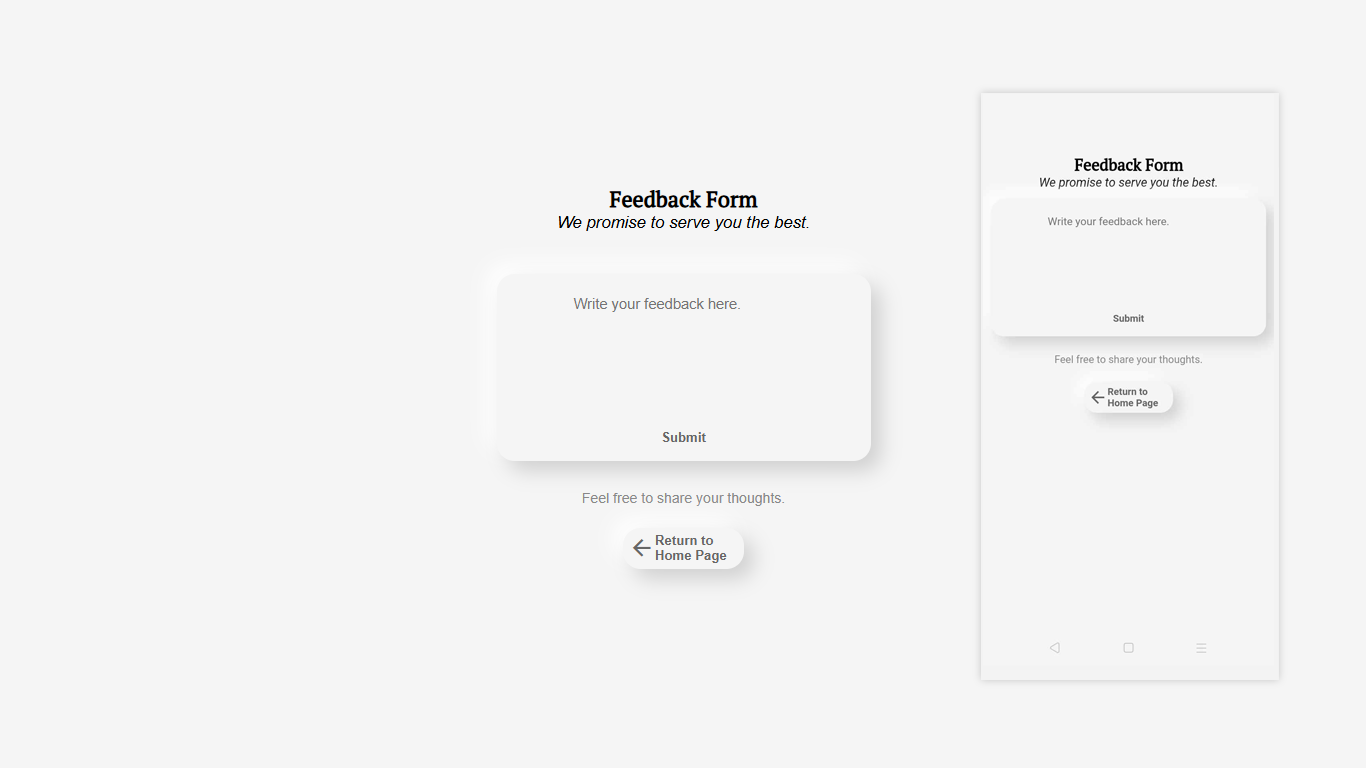 Feedback Form
We promise to serve you the best.
Write your feedback here.
Submit
Feel free to share your thoughts.
Return to
Home Page
Feedback Form
We promise to serve you the best.
Write your feedback here.
Submit
Feel free to share your thoughts.
Return to
Home Page